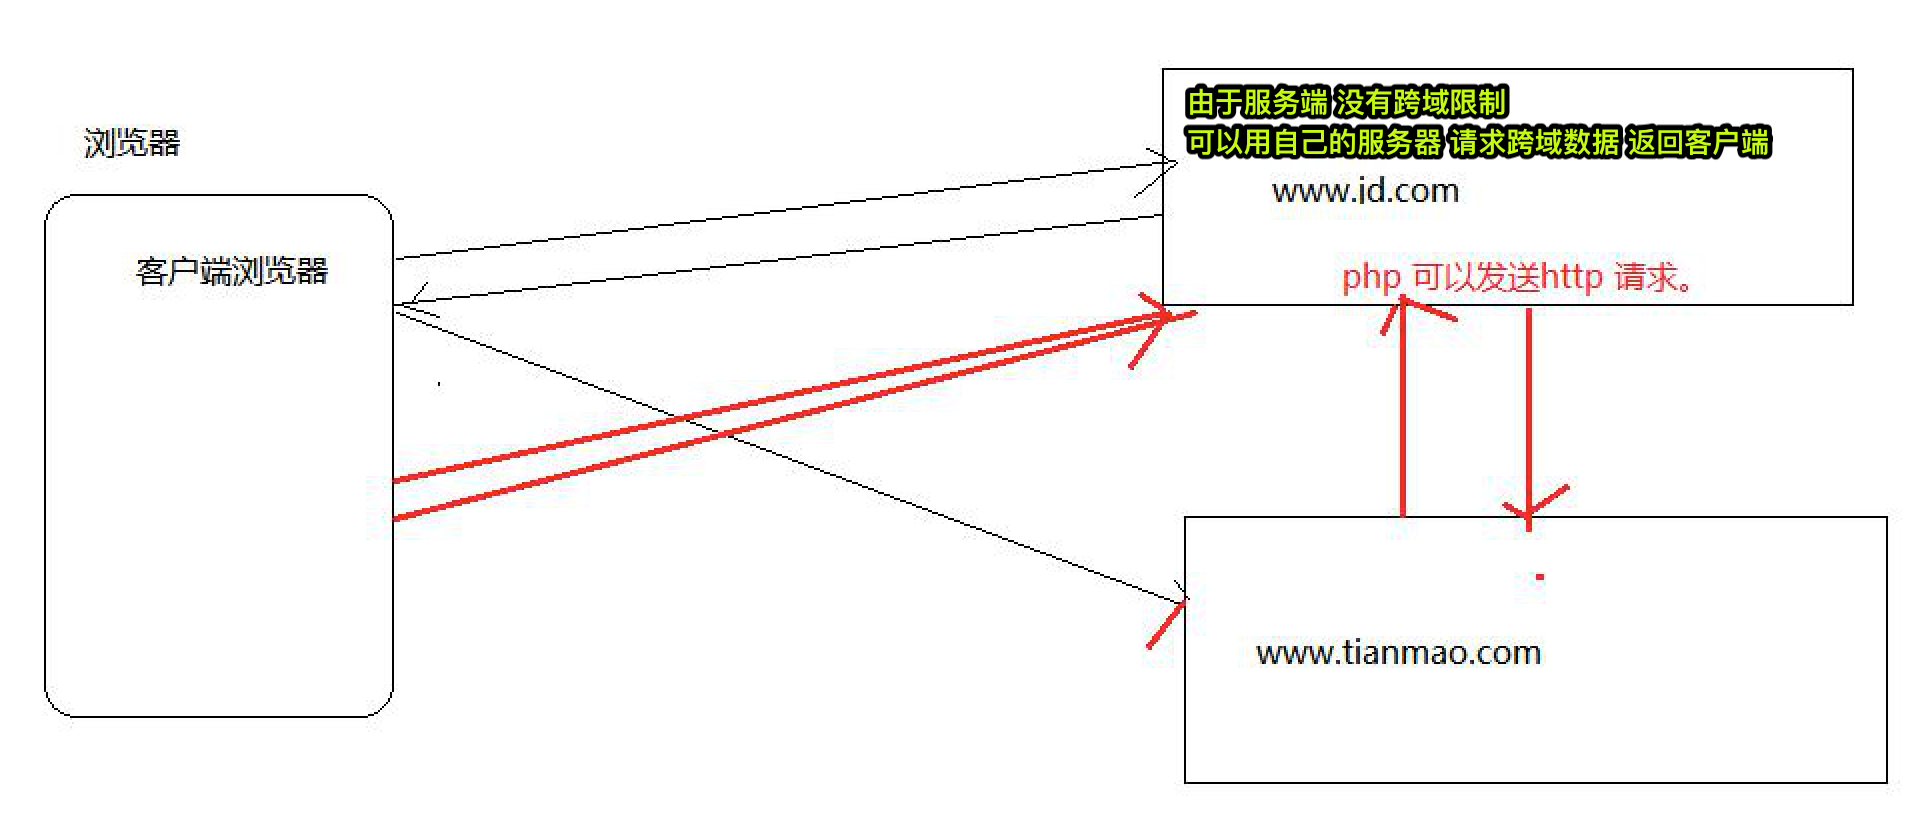 浏览器
客户端浏览器
由于服务端 没有跨域限制
可以用自己的服务器 请求跨域数据 返回客户端
www.jd.com
php 可以发送http 请求。
www.tianmao.com